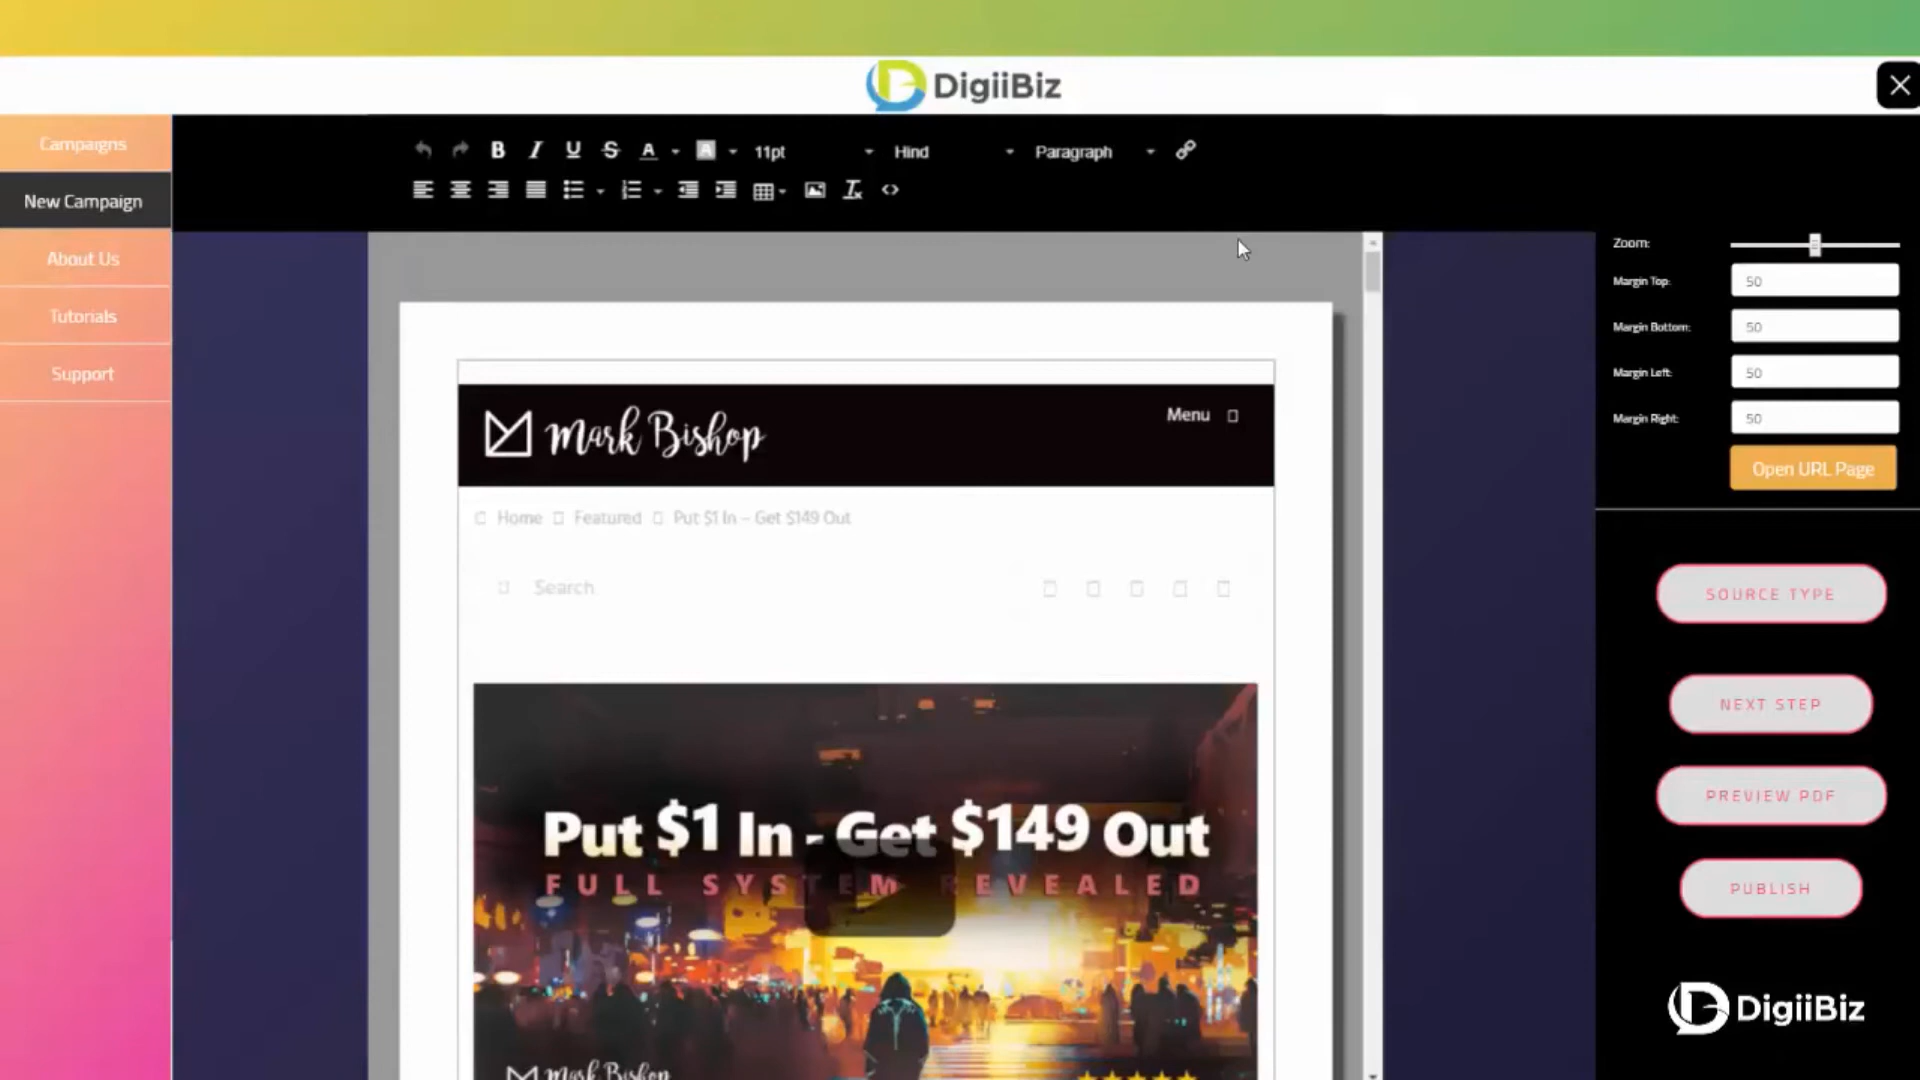 DigiiBiz
Campaigns
New Campaign
About Us
Tutorials
Support
B I U S A A 11pt Hind Paragraph
Mark Bishop
Menu
Home Featured Put $1 In – Get $149 Out
Search
Put $1 In - Get $149 Out
FULL SYSTEM REVEALED
Mark Bishop
Zoom:
Margin Top: 50
Margin Bottom: 50
Margin Left: 50
Margin Right: 50
Open URL Page
SOURCE TYPE
NEXT STEP
PREVIEW PDF
PUBLISH
DigiiBiz